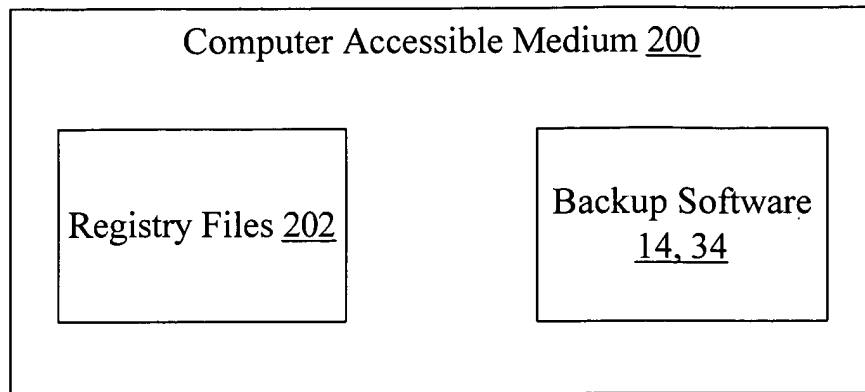 Computer Accessible Medium 200
Registry Files 202
Backup Software
14, 34